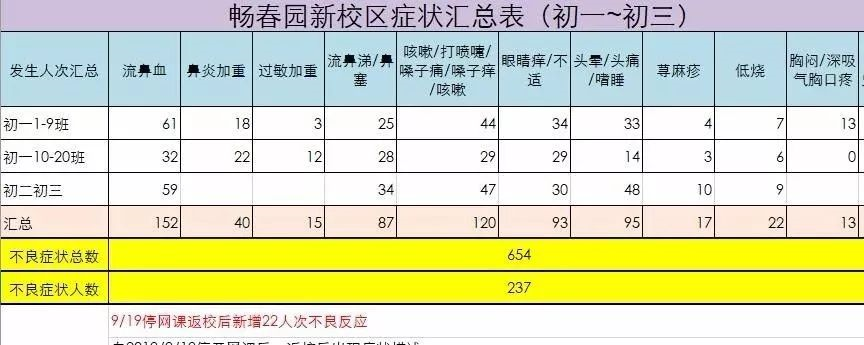 畅春园新校区症状汇总表（初一~初三）
发生人次汇总 流鼻血 鼻炎加重 过敏加重 流鼻涕/鼻塞 咳嗽/打喷嚏/嗓子痛/嗓子痒/咳嗽 眼睛痒/不适 头晕/头痛/嗜睡 荨麻疹 低烧 胸闷/深吸气胸口疼
初一1-9班 61 18 3 25 44 34 33 4 7 13
初一10-20班 32 22 12 28 29 29 14 3 6 0
初二初三 59 34 47 30 48 10 9
汇总 152 40 15 87 120 93 95 17 22 13
不良症状总数 654
不良症状人数 237
9/19停网课返校后新增22人次不良反应